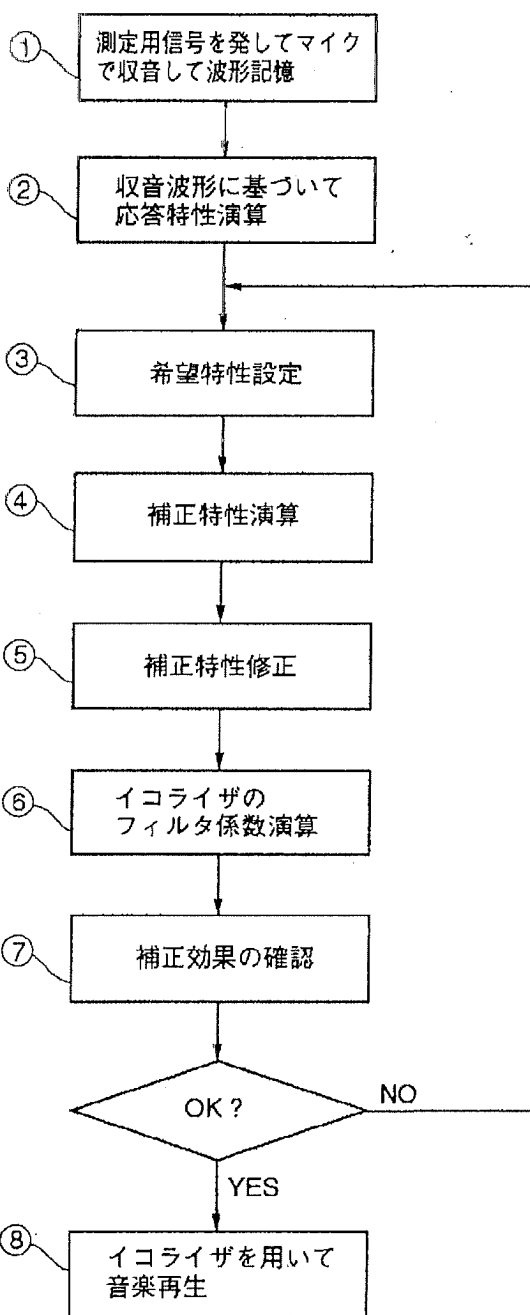 ①
測定用信号を発してマイク
で収音して波形記憶
②
収音波形に基づいて
応答特性演算
③
希望特性設定
④
補正特性演算
⑤
補正特性修正
⑥
イコライザの
フィルタ係数演算
⑦
補正効果の確認
OK?
NO
YES
⑧
イコライザを用いて
音楽再生